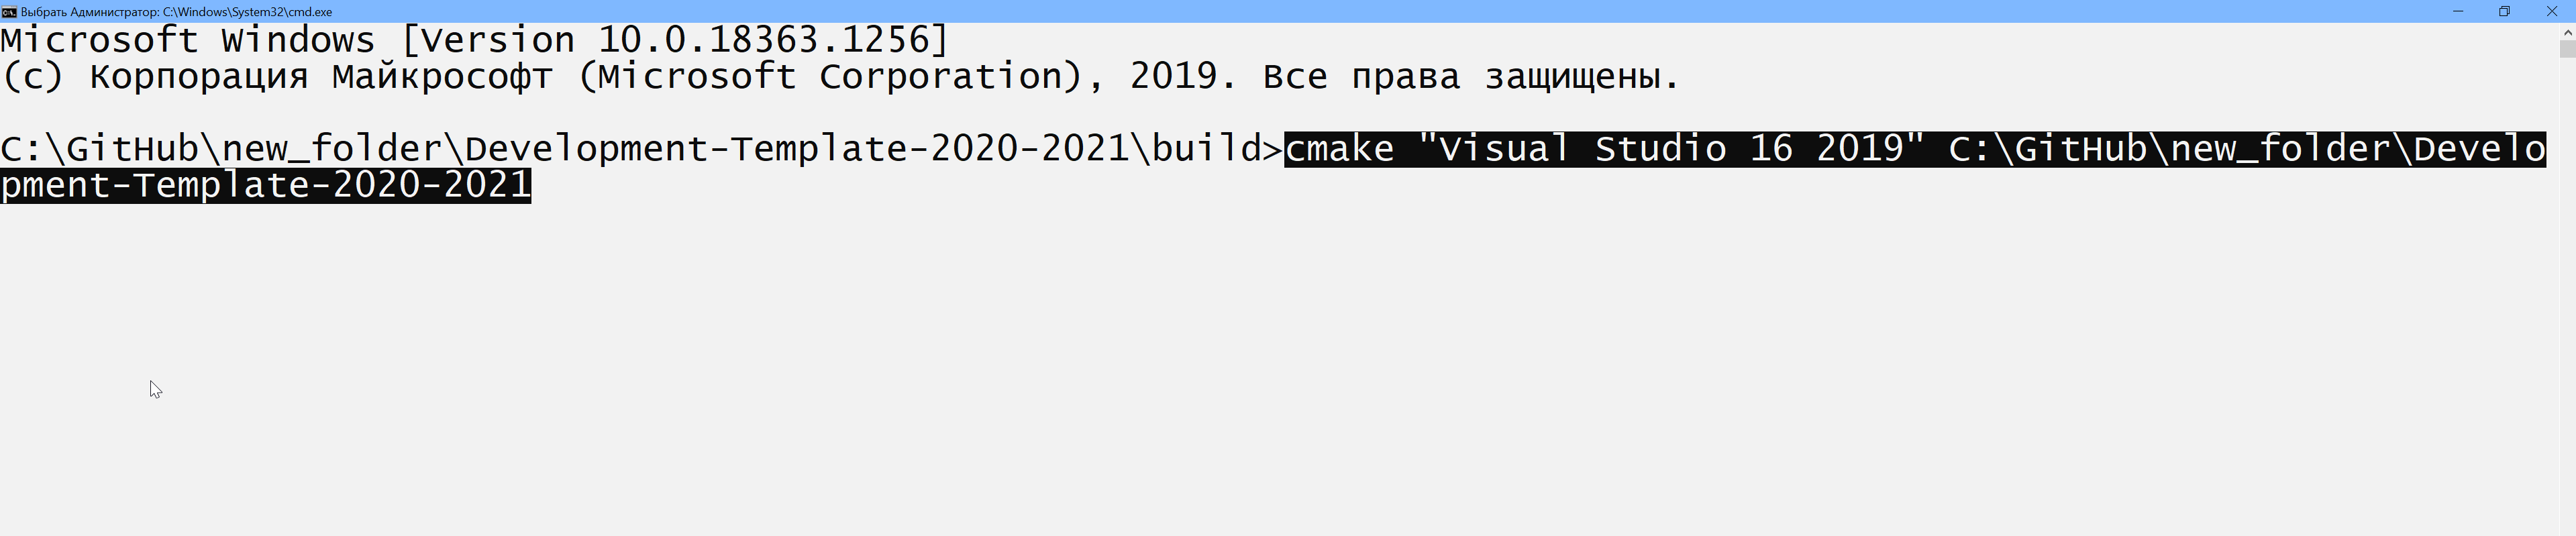 Выбрать Администратор: C:\Windows\System32\cmd.exe
Microsoft Windows [Version 10.0.18363.1256]
(c) Корпорация Майкрософт (Microsoft Corporation), 2019. Все права защищены.
C:\GitHub\new_folder\Development-Template-2020-2021\build>cmake "Visual Studio 16 2019" C:\GitHub\new_folder\Develo
pment-Template-2020-2021